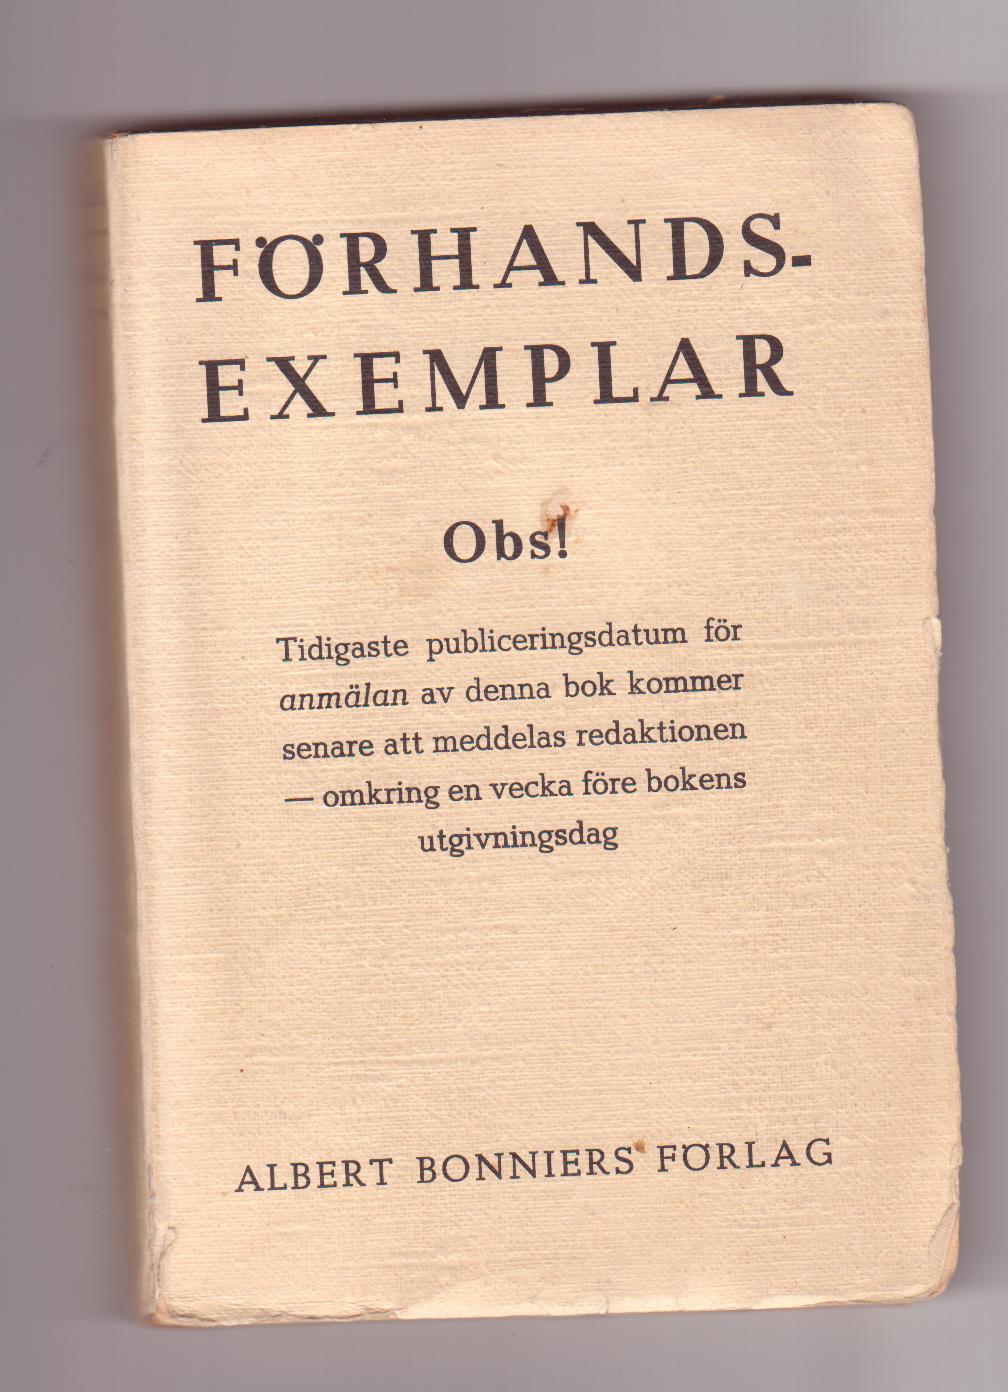 FÖRHANDS-
EXEMPLAR
Obs!
Tidigaste publiceringsdatum för
anmälan av denna bok kommer
senare att meddelas redaktionen
— omkring en vecka före bokens
utgivningsdag
ALBERT BONNIERS FÖRLAG